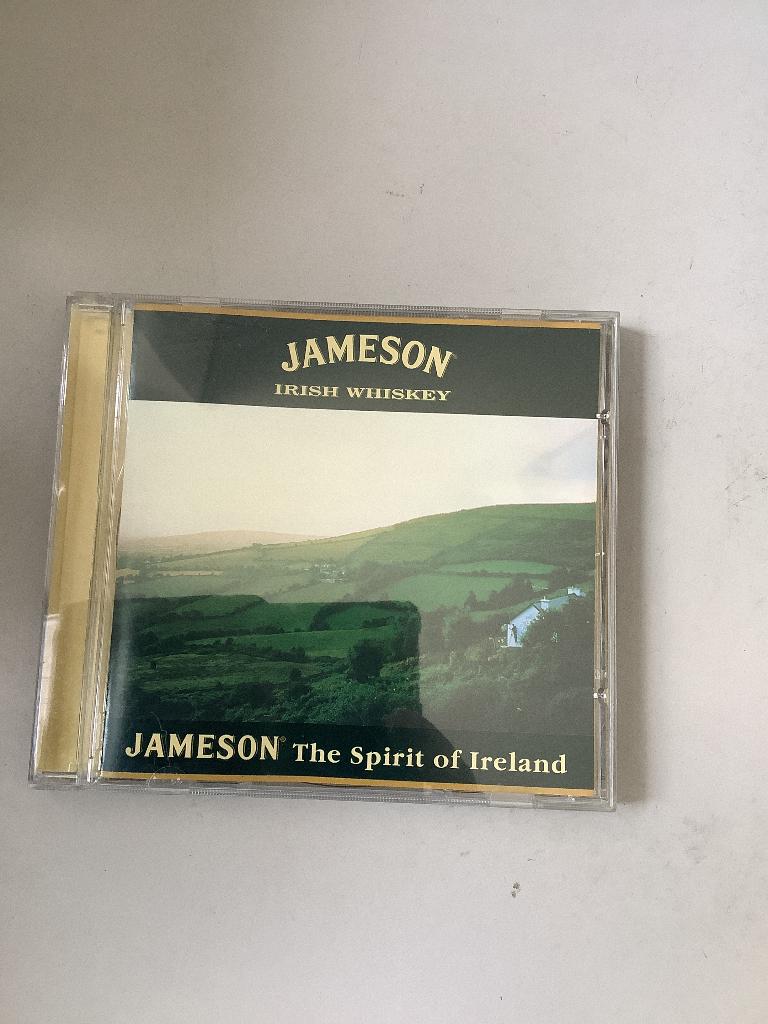 JAMESON
IRISH WHISKEY
JAMESON® The Spirit of Ireland